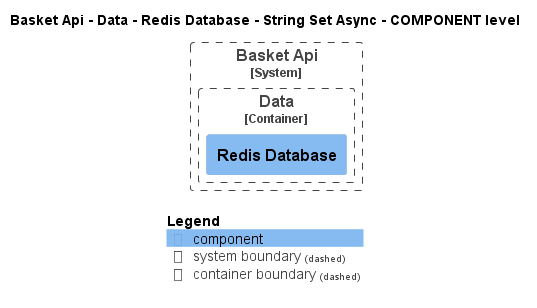 Basket Api - Data - Redis Database - String Set Async - COMPONENT level
Basket Api
[System]
Data
[Container]
Redis Database
Legend
component
system boundary (dashed)
container boundary (dashed)